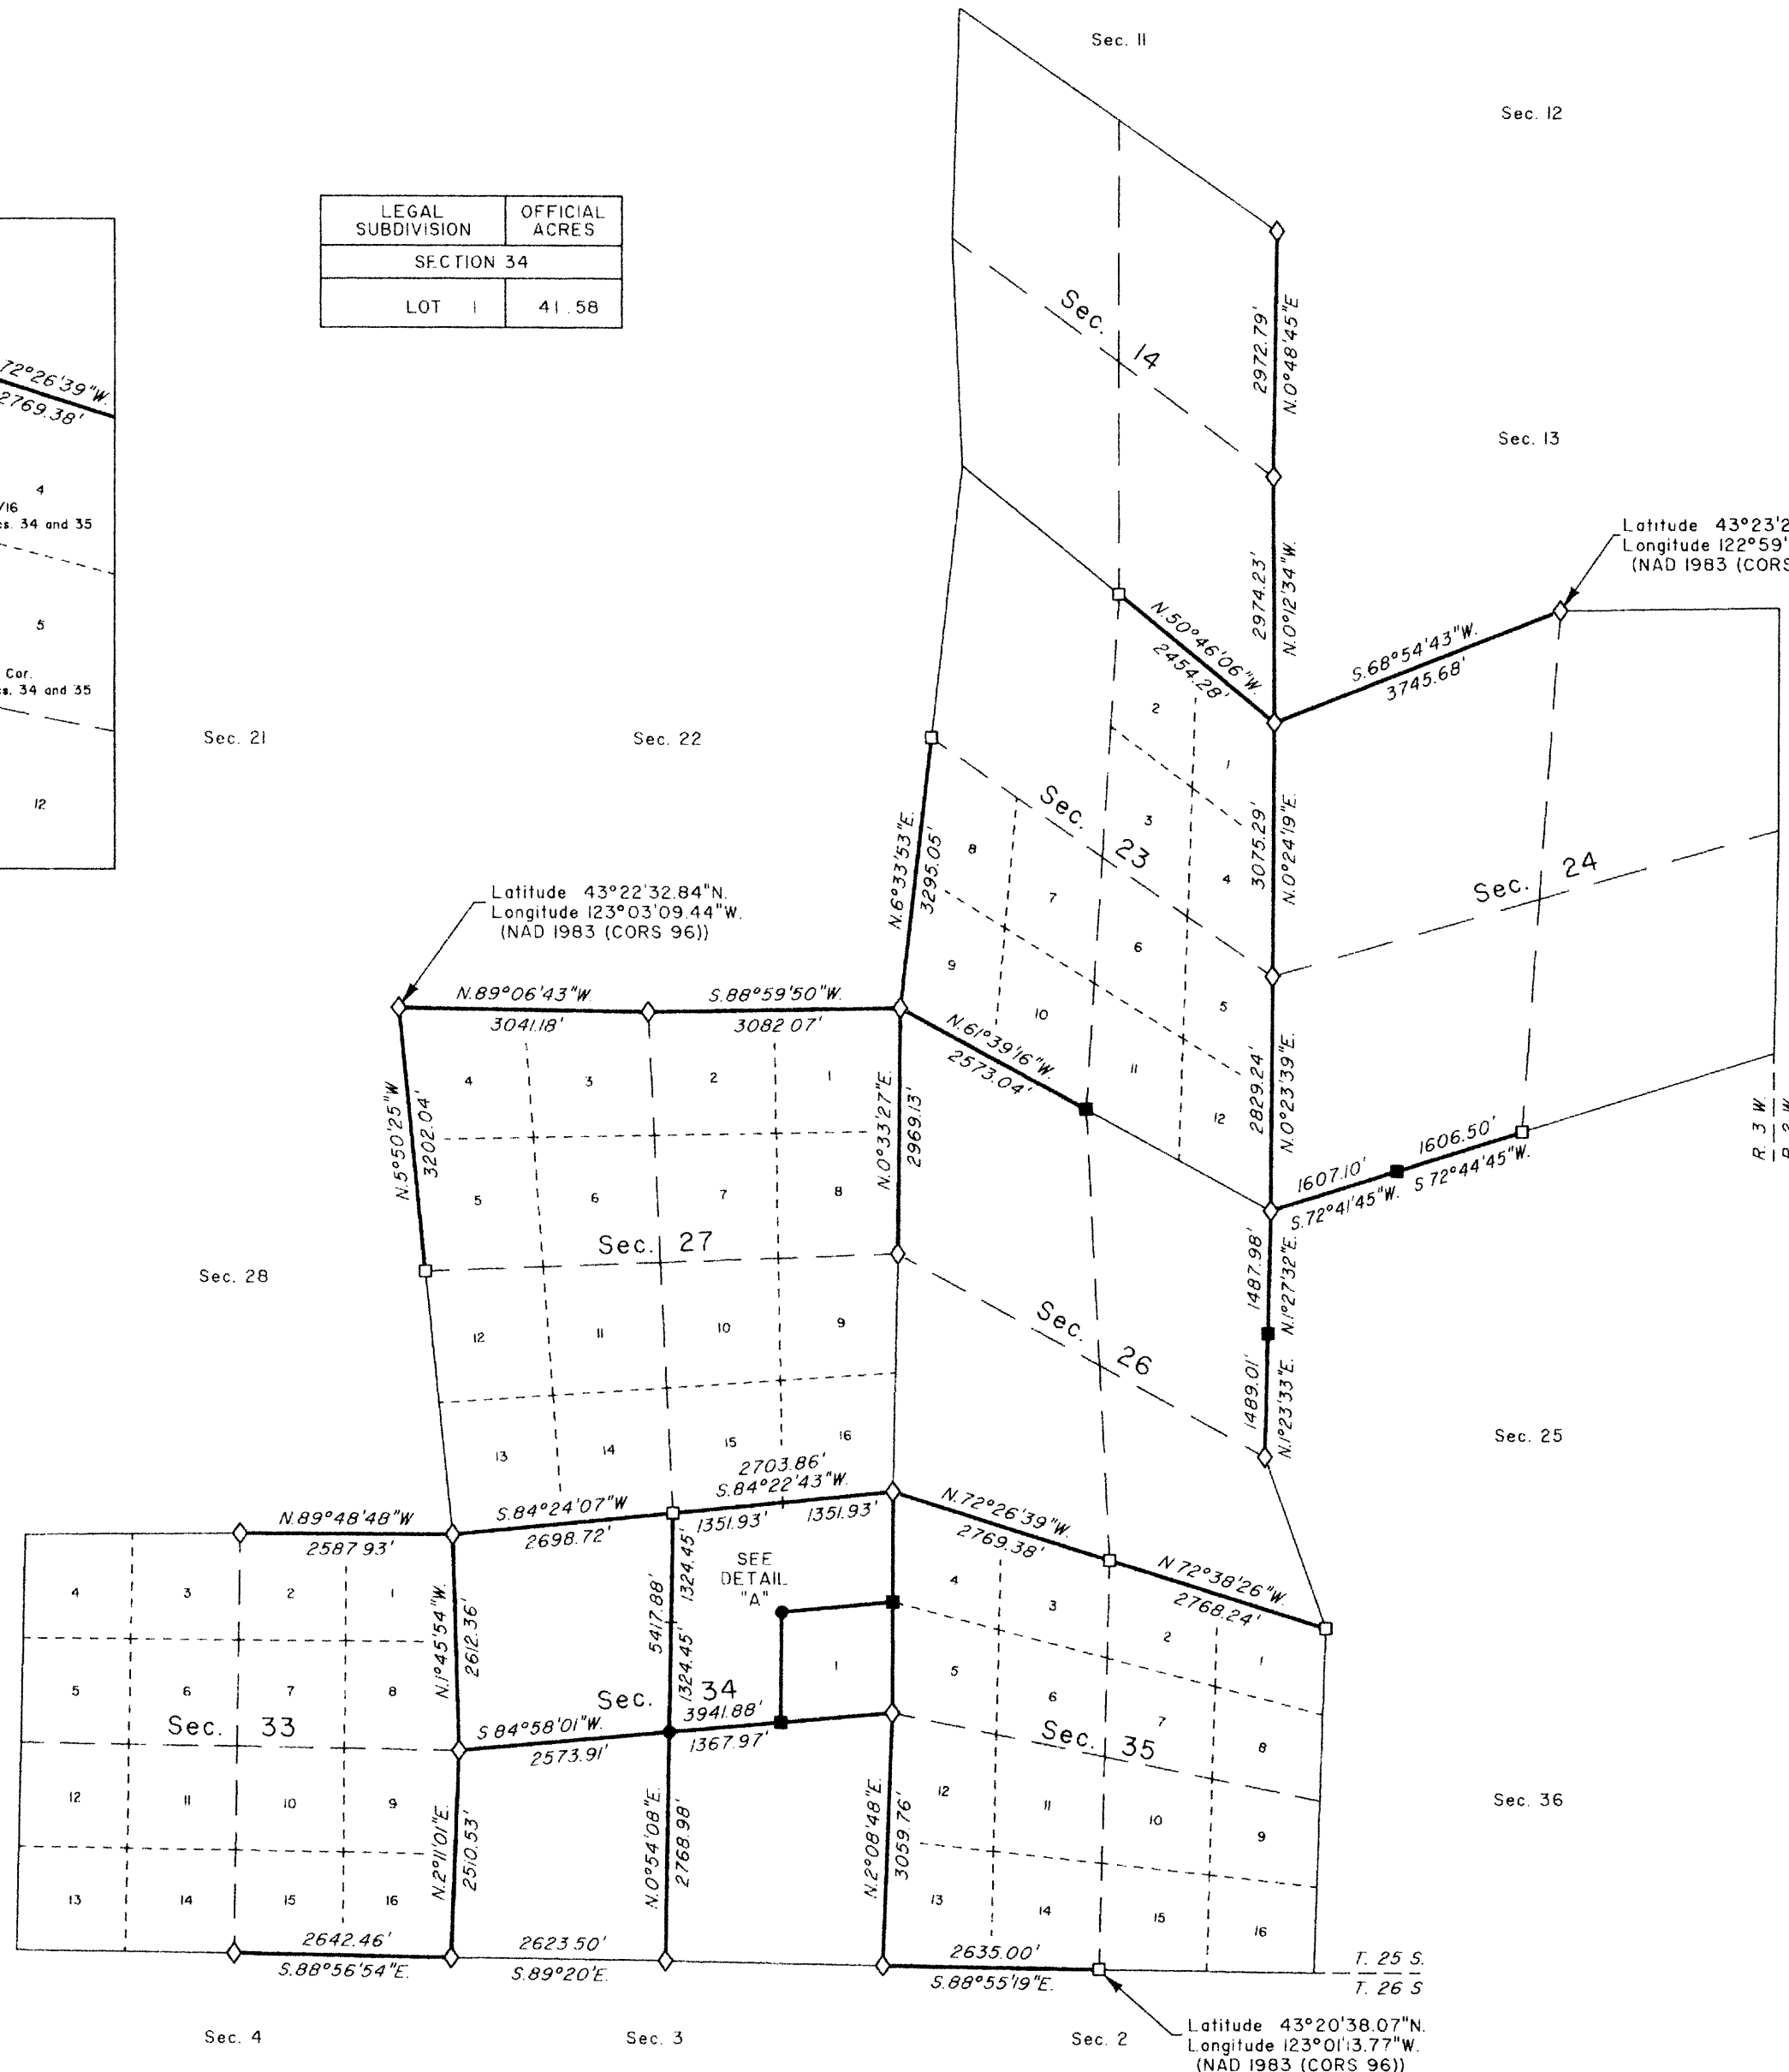 Sec. 11
Sec. 12
LEGAL SUBDIVISION
OFFICIAL ACRES
SECTION 34
LOT 1
41.58
72°26'39"W.
2769.38'
4
/16
cs. 34 and 35
5
Cor.
cs. 34 and 35
12
Sec. 14
2972.79'
N.0°48'45"E
Sec. 13
2974.23'
N.0°12'34"W.
Latitude 43°23'2
Longitude 122°59'
(NAD 1983 (CORS
N.50°46'06"W.
2454.28'
S.68°54'43"W.
3745.68'
Sec. 21
Sec. 22
2
1
3
4
8
7
6
5
9
10
11
12
Sec. 23
3075.29'
N.0°24'19"E.
Sec. 24
N.6°33'53"E.
3295.05'
Latitude 43°22'32.84"N.
Longitude 123°03'09.44"W.
(NAD 1983 (CORS 96))
N.89°06'43"W.
3041.18'
S.88°59'50"W.
3082.07'
N.61°39'16"W.
2573.04'
2829.24'
N.0°23'39"E.
1607.10'
S.72°41'45"W.
1606.50'
S.72°44'45"W.
R. 3 W.
N.5°50'25"W
3202.04'
4
3
2
1
5
6
7
8
Sec. 27
12
11
10
9
13
14
15
16
N.0°33'27"E.
2969.13'
Sec. 28
Sec. 26
1487.98'
N.1°27'32"E.
1489.01'
N.1°23'33"E.
Sec. 25
2703.86'
S.84°22'43"W.
1351.93'
1351.93'
S.84°24'07"W
2698.72'
N.89°48'48"W
2587.93'
N.72°26'39"W.
2769.38'
N 72°38'26"W.
2768.24'
4
3
2
1
5
6
7
8
Sec. 33
12
11
10
9
13
14
15
16
N.1°45'54"W.
2612.36'
5417.88'
1324.45'
1324.45'
SEE
DETAIL
"A"
1
Sec. 34
3941.88'
1367.97'
S 84°58'01"W.
2573.91'
4
3
2
1
5
6
7
8
Sec. 35
12
11
10
9
13
14
15
16
Sec. 36
N.2°11'01"E.
2510.53'
N.0°54'08"E.
2768.98'
N.2°08'48"E.
3059.76'
2642.46'
S.88°56'54"E.
2623.50'
S.89°20'E.
2635.00'
S.88°55'19"E.
T. 25 S.
T. 26 S
Sec. 4
Sec. 3
Sec. 2
Latitude 43°20'38.07"N.
Longitude 123°01'13.77"W.
(NAD 1983 (CORS 96))